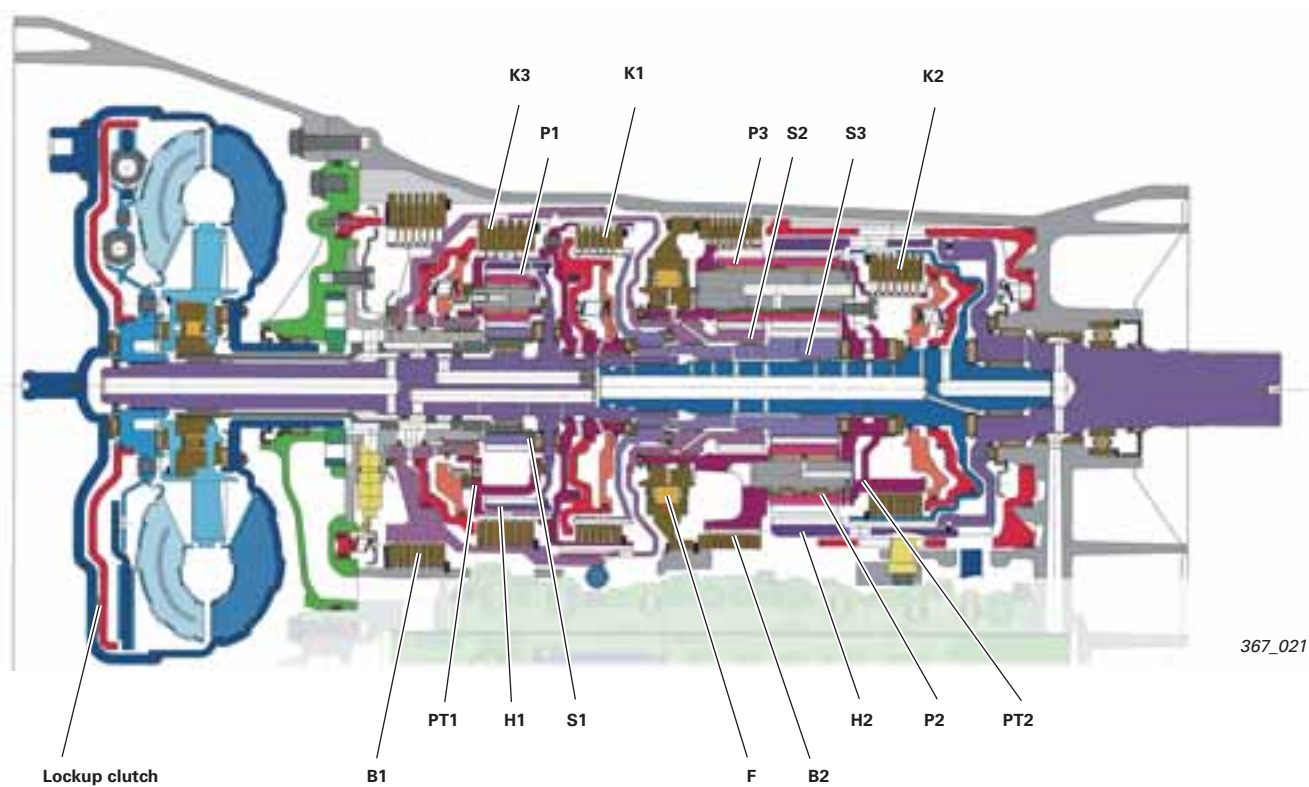 K3
K1
K2
P1
P3
S2
S3
367_021
PT1
H1
S1
H2
P2
PT2
Lockup clutch
B1
F
B2